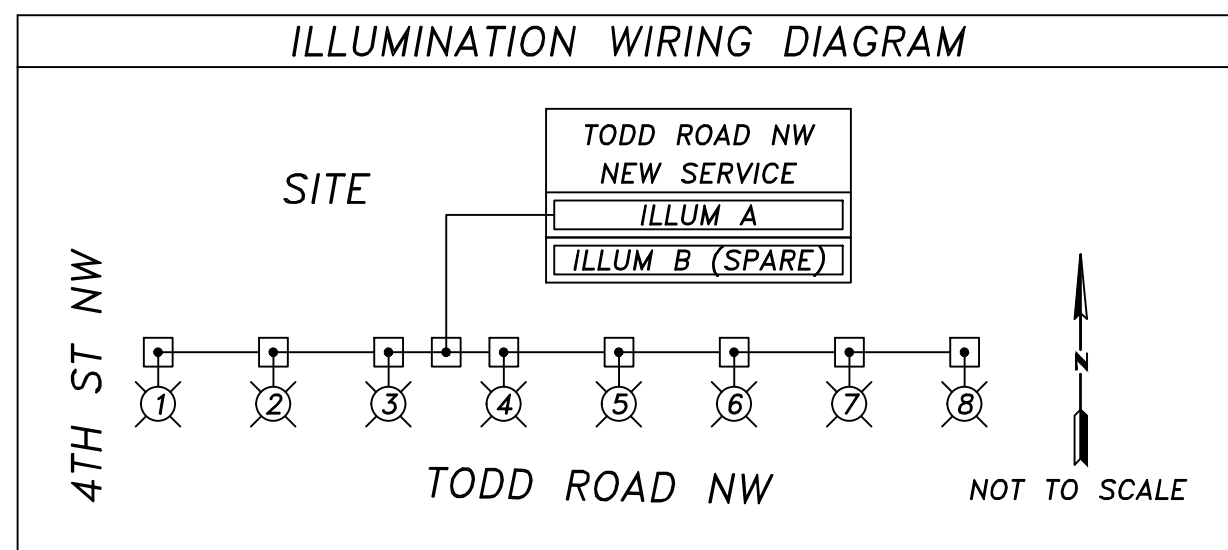 ILLUMINATION WIRING DIAGRAM
TODD ROAD NW
NEW SERVICE
SITE
ILLUM A
ILLUM B (SPARE)
4TH ST NW
N
1 2 3 4 5 6 7 8
TODD ROAD NW
NOT TO SCALE